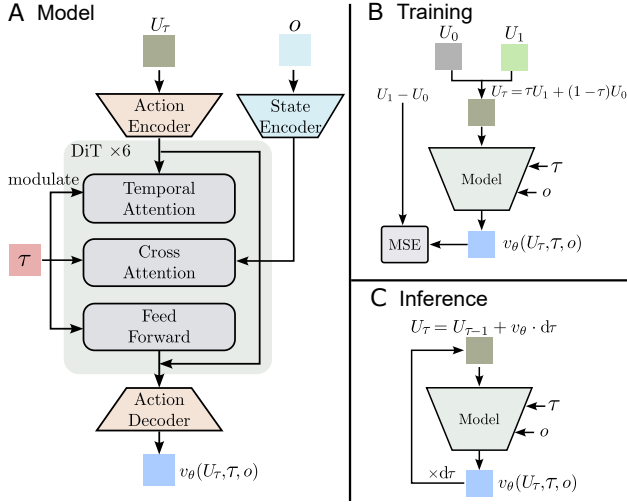 A Model
U_τ
o
Action
Encoder
State
Encoder
DiT ×6
modulate
Temporal
Attention
τ
Cross
Attention
Feed
Forward
Action
Decoder
v_θ(U_τ,τ,o)
B Training
U_0
U_1
U_1 − U_0
U_τ = τU_1 + (1−τ)U_0
Model
τ
o
MSE
v_θ(U_τ,τ,o)
C Inference
U_τ = U_{τ−1} + v_θ · dτ
Model
τ
o
×dτ
v_θ(U_τ,τ,o)